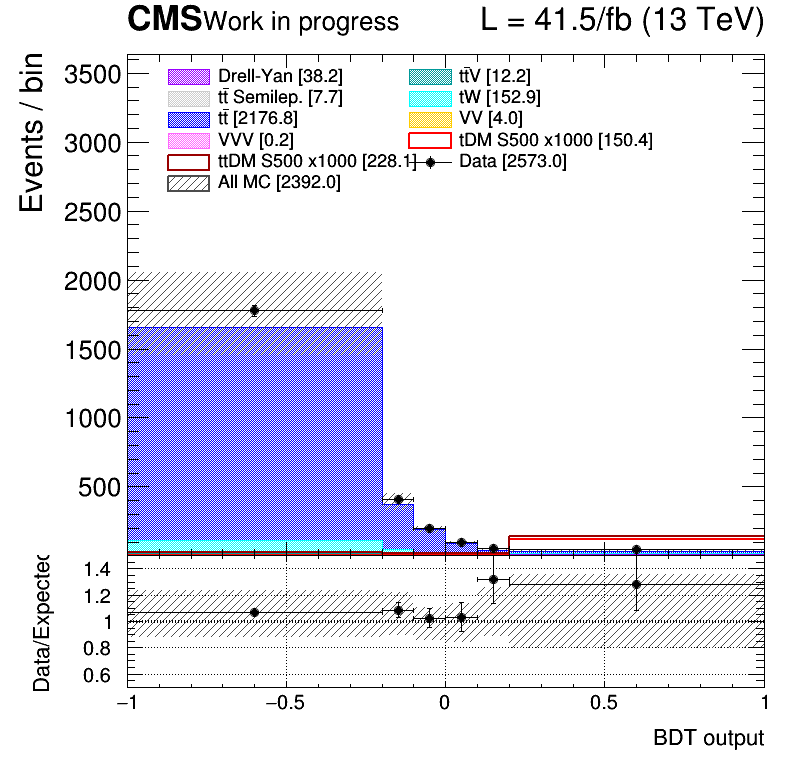 CMS Work in progress L = 41.5/fb (13 TeV)
Events / bin
3500
3000
2500
2000
1500
1000
500
Drell-Yan [38.2] tt̄V [12.2]
tt̄ Semilep. [7.7] tW [152.9]
tt̄ [2176.8] VV [4.0]
VVV [0.2] tDM S500 x1000 [150.4]
ttDM S500 x1000 [228.1] Data [2573.0]
All MC [2392.0]
Data/Expected
1.4
1.2
1
0.8
0.6
−1 −0.5 0 0.5 1
BDT output